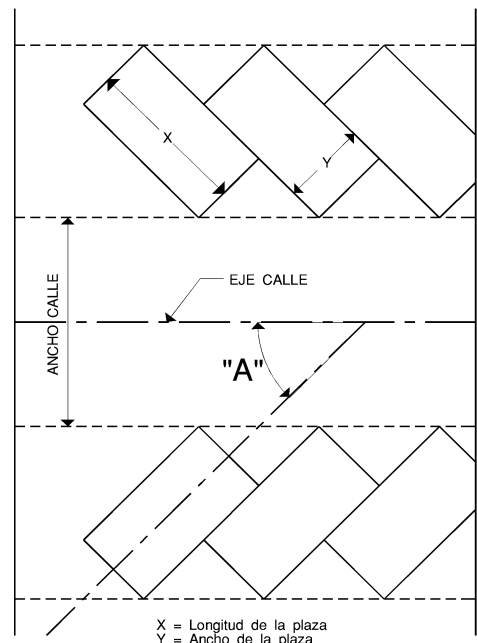 X
Y
EJE CALLE
ANCHO CALLE
"A"
X = Longitud de la plaza
Y = Ancho de la plaza